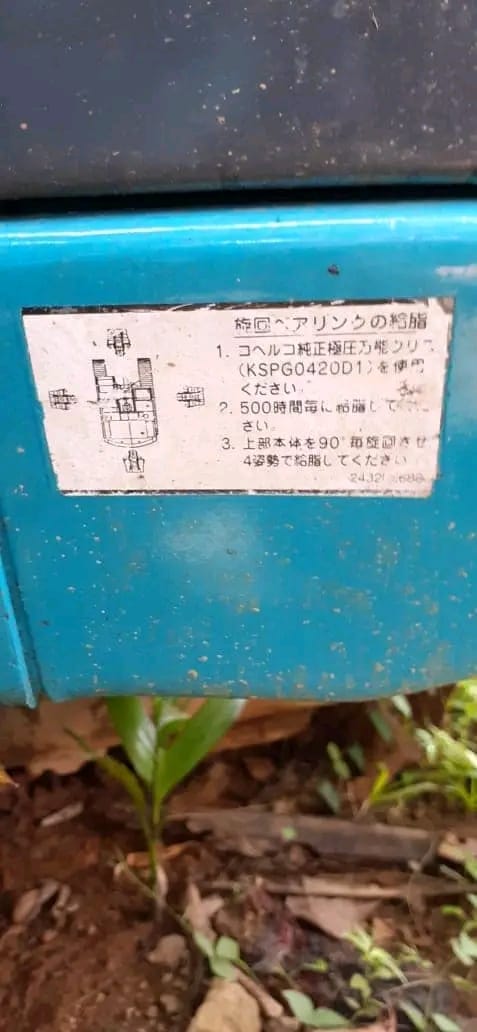 旋回ベアリングの給脂
1. コベルコ純正極圧万能グリス
(KSPG0420D1)を使用
ください。
2. 500時間毎に給脂して
さい。
3. 上部本体を90°毎旋回させ
4姿勢で給脂してください